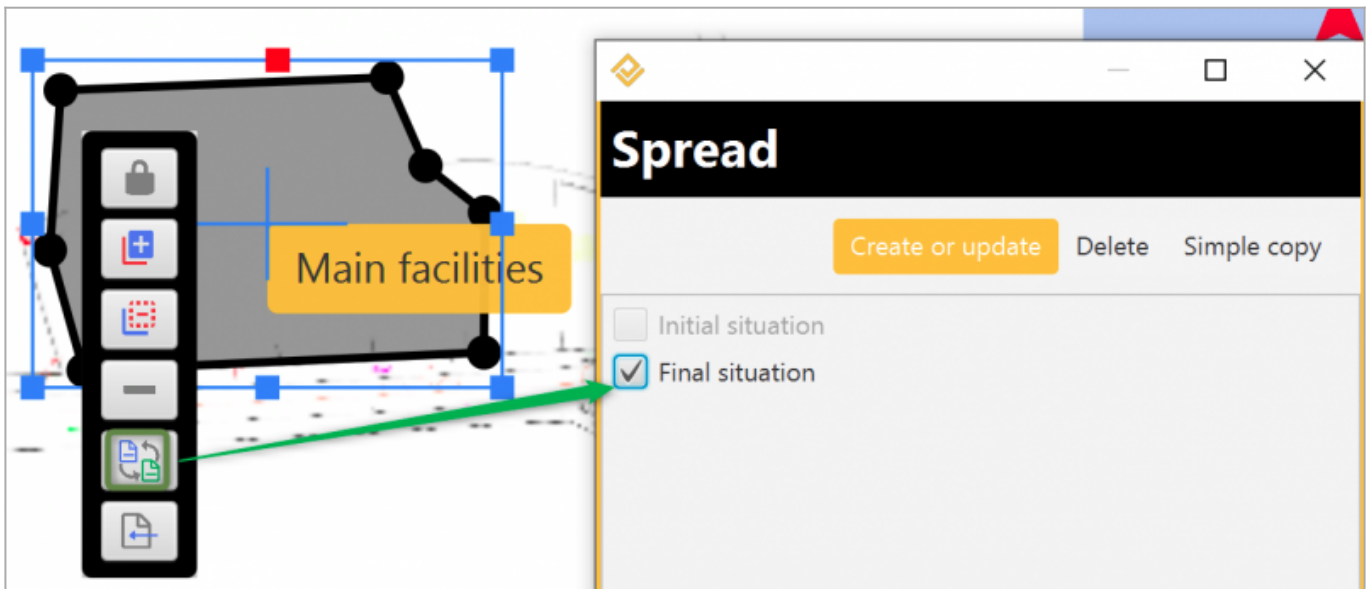 Main facilities
Spread
Create or update Delete Simple copy
Initial situation
Final situation